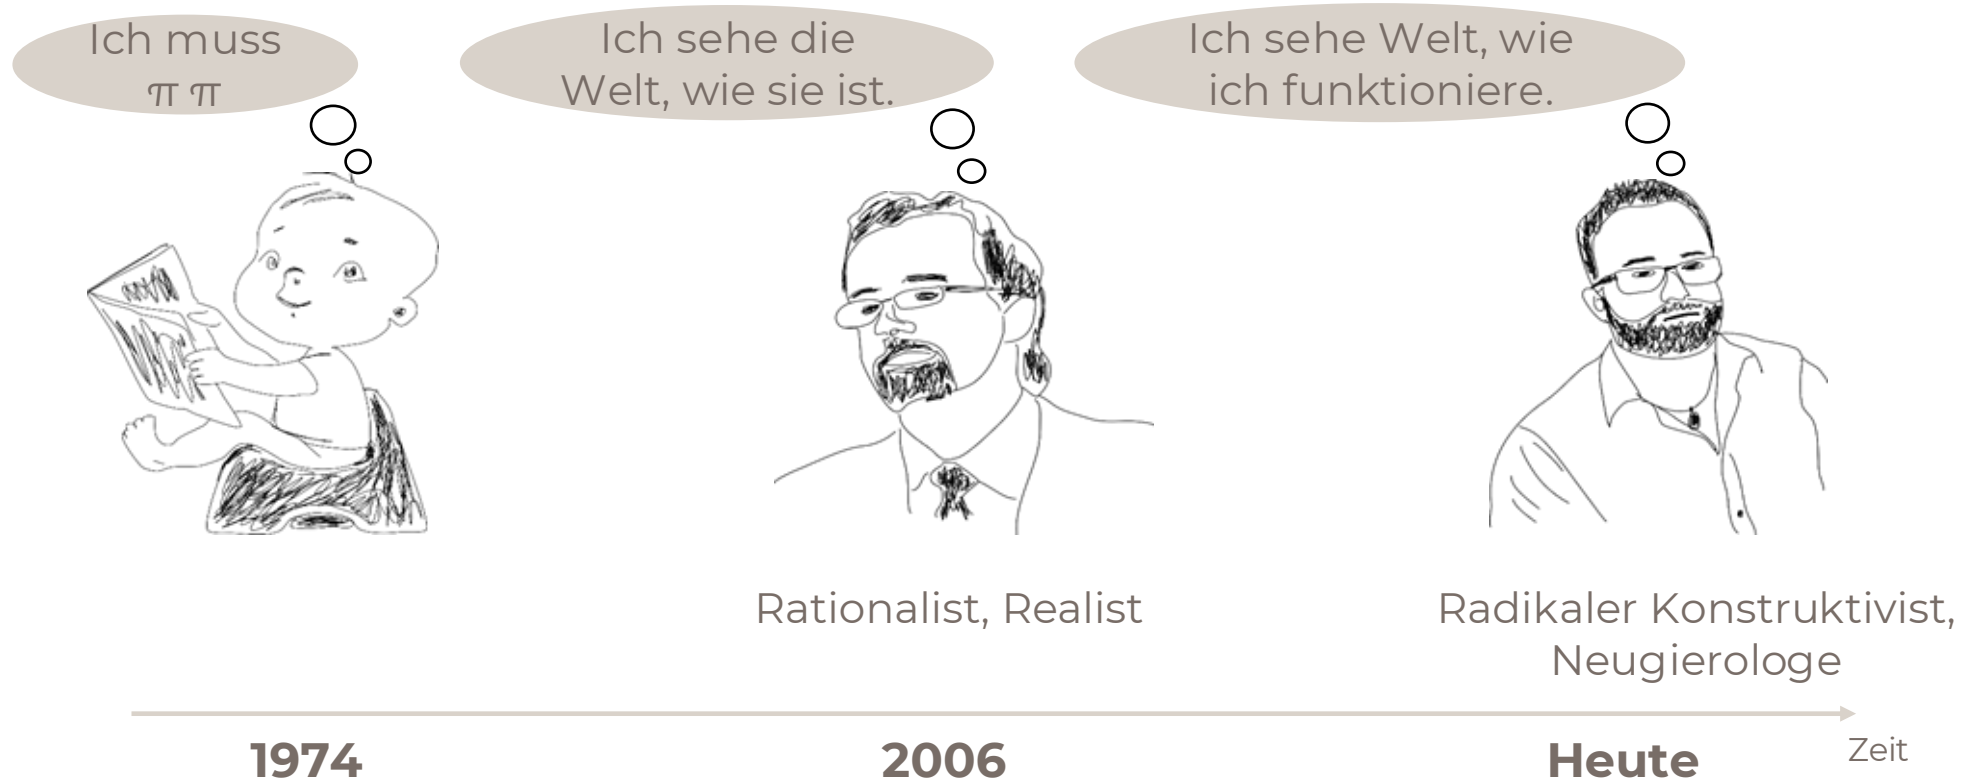 Ich muss
π π
Ich sehe die
Welt, wie sie ist.
Ich sehe Welt, wie
ich funktioniere.
Rationalist, Realist
Radikaler Konstruktivist,
Neugierologe
1974
2006
Heute
Zeit